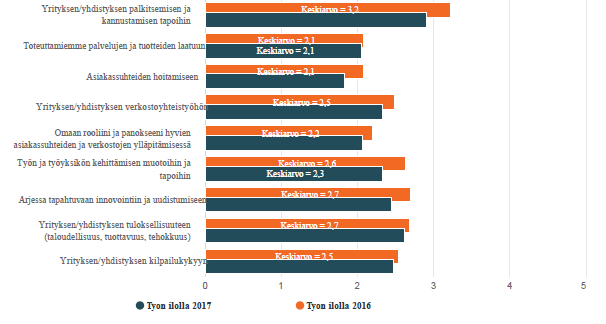 Yrityksen/yhdistyksen palkitsemisen ja
kannustamisen tapoihin
Keskiarvo = 3,2
Toteuttamiemme palvelujen ja tuotteiden laatuun
Keskiarvo = 2,1
Keskiarvo = 2,1
Asiakassuhteiden hoitamiseen
Keskiarvo = 2,1
Yrityksen/yhdistyksen verkostoyhteistyöhön
Keskiarvo = 2,5
Omaan rooliini ja panokseeni hyvien
asiakassuhteiden ja verkostojen ylläpitämisessä
Keskiarvo = 2,2
Työn ja työyksikön kehittämisen muotoihin ja
tapoihin
Keskiarvo = 2,6
Keskiarvo = 2,3
Arjessa tapahtuvaan innovointiin ja uudistumiseen
Keskiarvo = 2,7
Yrityksen/yhdistyksen tuloksellisuuteen
(taloudellisuus, tuottavuus, tehokkuus)
Keskiarvo = 2,7
Yrityksen/yhdistyksen kilpailukykyyn
Keskiarvo = 2,5
0 1 2 3 4 5
Työn ilolla 2017 Työn ilolla 2016